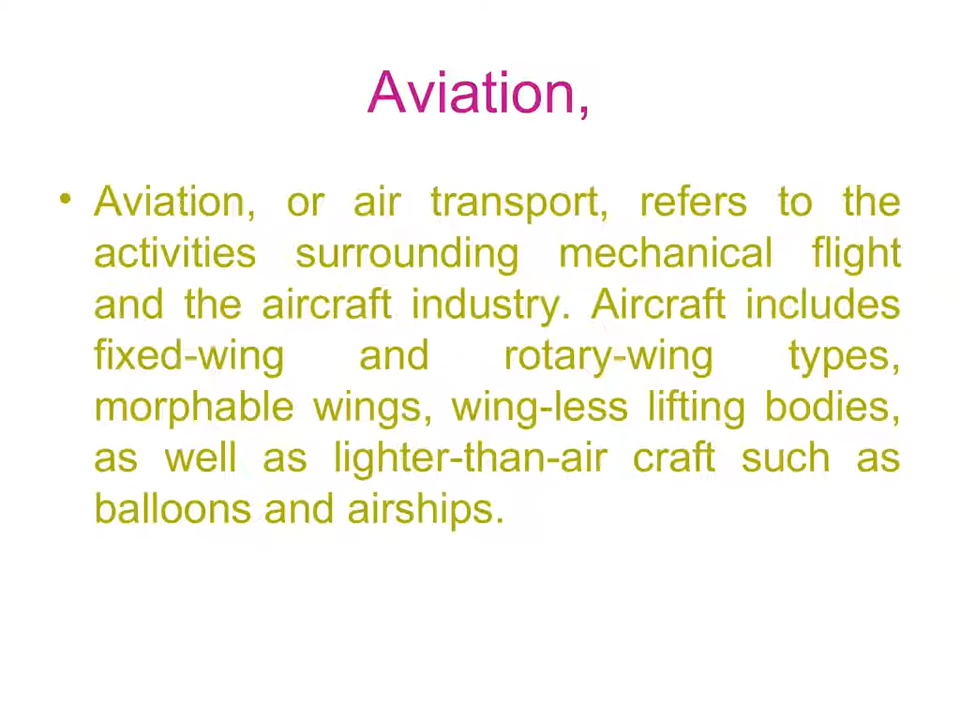 Aviation,
• Aviation, or air transport, refers to the
activities surrounding mechanical flight
and the aircraft industry. Aircraft includes
fixed-wing and rotary-wing types,
morphable wings, wing-less lifting bodies,
as well as lighter-than-air craft such as
balloons and airships.